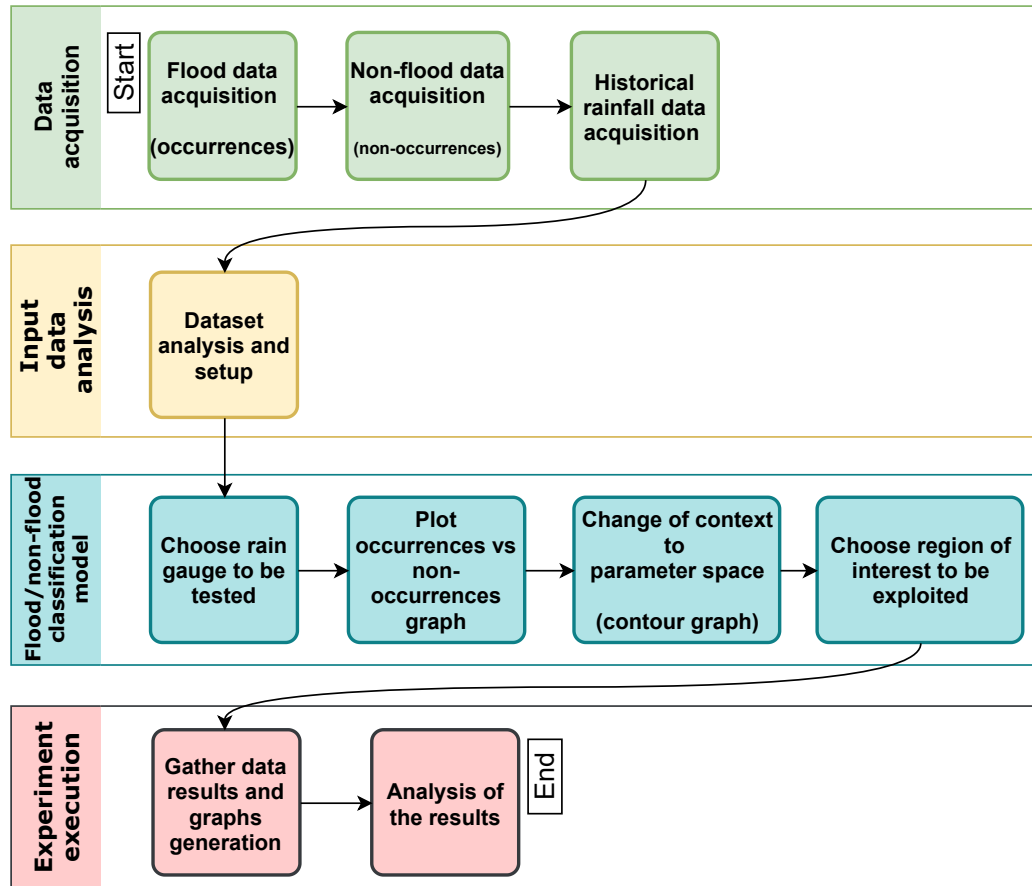 Data
acquisition
Start
Flood data
acquisition
(occurrences)
Non-flood data
acquisition
(non-occurrences)
Historical
rainfall data
acquisition
Input
data
analysis
Dataset
analysis and
setup
Flood/non-flood
classification
model
Choose rain
gauge to be
tested
Plot
occurrences vs
non-
occurrences
graph
Change of context
to
parameter space
(contour graph)
Choose region of
interest to be
exploited
Experiment
execution
Gather data
results and
graphs
generation
Analysis of
the results
End